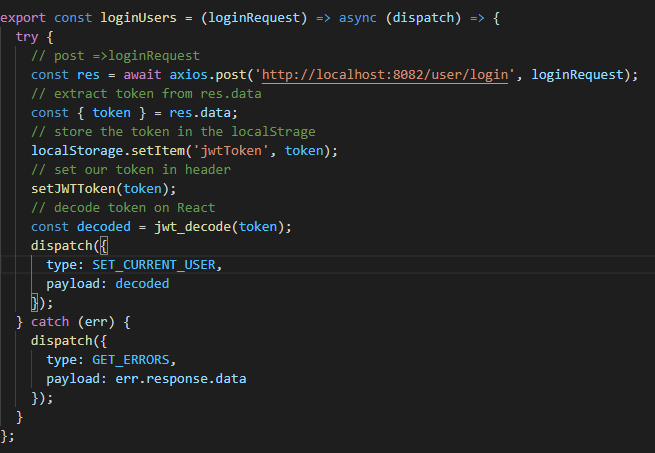 export const loginUsers = (loginRequest) => async (dispatch) => {
try {
// post =>loginRequest
const res = await axios.post('http://localhost:8082/user/login', loginRequest);
// extract token from res.data
const { token } = res.data;
// store the token in the localStrage
localStorage.setItem('jwtToken', token);
// set our token in header
setJWTToken(token);
// decode token on React
const decoded = jwt_decode(token);
dispatch({
type: SET_CURRENT_USER,
payload: decoded
});
} catch (err) {
dispatch({
type: GET_ERRORS,
payload: err.response.data
});
}
};